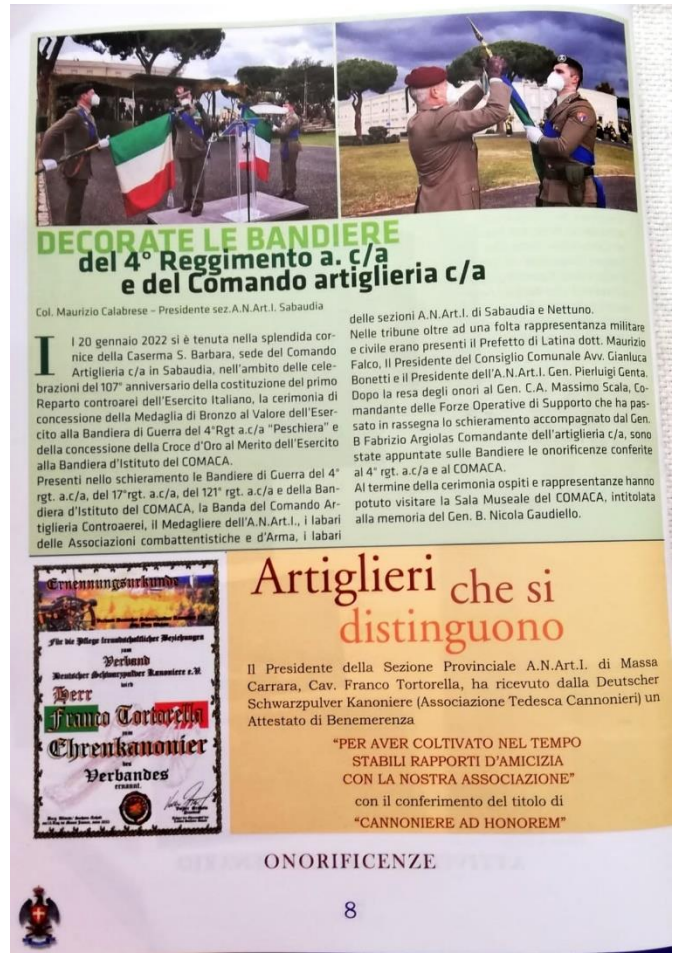 DECORATE LE BANDIERE
del 4° Reggimento a. c/a
e del Comando artiglieria c/a
Col. Maurizio Calabrese - Presidente sez.A.N.Art.I. Sabaudia
Il 20 gennaio 2022 si è tenuta nella splendida cor-
nice della Caserma S. Barbara, sede del Comando
Artiglieria c/a in Sabaudia, nell'ambito delle cele-
brazioni del 107° anniversario della costituzione del primo
Reparto controarei dell'Esercito Italiano, la cerimonia di
concessione della Medaglia di Bronzo al Valore dell'Eser-
cito alla Bandiera di Guerra del 4°Rgt a.c/a "Peschiera" e
della concessione della Croce d'Oro al Merito dell'Esercito
alla Bandiera d'Istituto del COMACA.
Presenti nello schieramento le Bandiere di Guerra del 4°
rgt. a.c/a, del 17°rgt. a.c/a, del 121° rgt. a.c/a e della Ban-
diera d'Istituto del COMACA, la Banda del Comando Ar-
tiglieria Controaerei, il Medagliere dell'A.N.Art.I., i labari
delle Associazioni combattentistiche e d'Arma, i labari
delle sezioni A.N.Art.I. di Sabaudia e Nettuno.
Nelle tribune oltre ad una folta rappresentanza militare
e civile erano presenti il Prefetto di Latina dott. Maurizio
Falco, Il Presidente del Consiglio Comunale Avv. Gianluca
Bonetti e il Presidente dell'A.N.Art.I. Gen. Pierluigi Genta.
Dopo la resa degli onori al Gen. C.A. Massimo Scala, Co-
mandante delle Forze Operative di Supporto che ha pas-
sato in rassegna lo schieramento accompagnato dal Gen.
B Fabrizio Argiolas Comandante dell'artiglieria c/a, sono
state appuntate sulle Bandiere le onorificenze conferite
al 4° rgt. a.c/a e al COMACA.
Al termine della cerimonia ospiti e rappresentanze hanno
potuto visitare la Sala Museale del COMACA, intitolata
alla memoria del Gen. B. Nicola Gaudiello.
Ernennungsurkunde
Für die Pflege freundschaftlicher Beziehungen
zum
Verband
Deutscher Schwarzpulver Kanoniere e.V.
wird
Herr
Franco Tortorella
zum
Ehrenkanonier
des
Verbandes
ernannt.
Artiglieri che si
distinguono
Il Presidente della Sezione Provinciale A.N.Art.I. di Massa
Carrara, Cav. Franco Tortorella, ha ricevuto dalla Deutscher
Schwarzpulver Kanoniere (Associazione Tedesca Cannonieri) un
Attestato di Benemerenza
"PER AVER COLTIVATO NEL TEMPO
STABILI RAPPORTI D'AMICIZIA
CON LA NOSTRA ASSOCIAZIONE"
con il conferimento del titolo di
"CANNONIERE AD HONOREM"
ONORIFICENZE
8